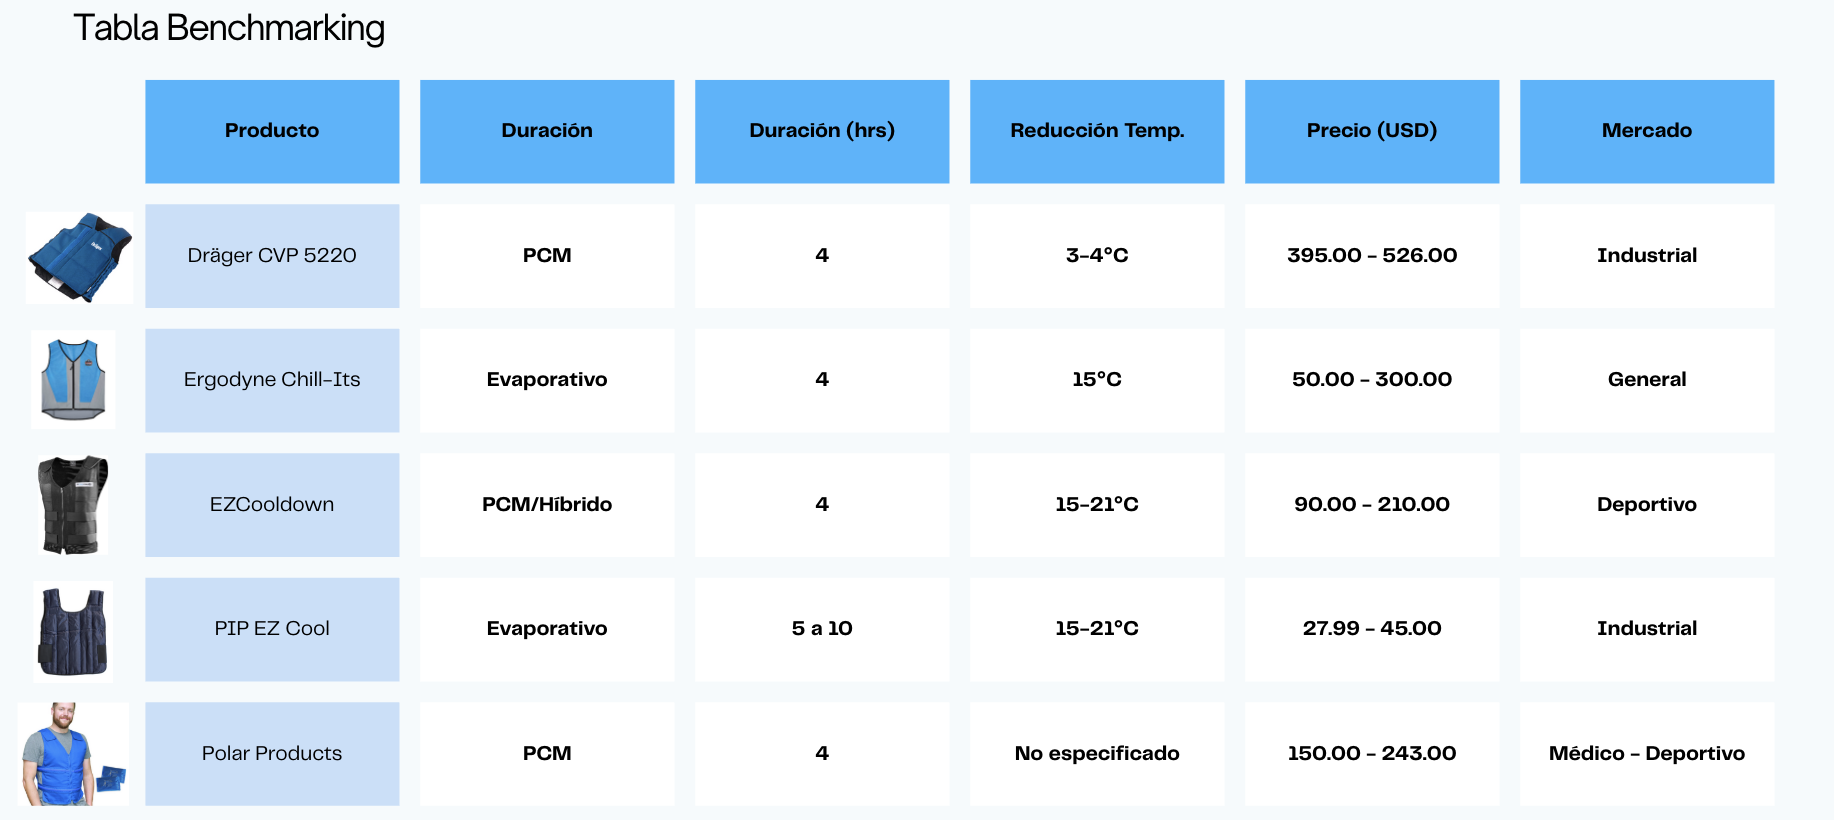 Tabla Benchmarking
Producto Duración Duración (hrs) Reducción Temp. Precio (USD) Mercado
Dräger CVP 5220 PCM 4 3-4°C 395.00 - 526.00 Industrial
Ergodyne Chill-Its Evaporativo 4 15°C 50.00 - 300.00 General
EZCooldown PCM/Híbrido 4 15-21°C 90.00 - 210.00 Deportivo
PIP EZ Cool Evaporativo 5 a 10 15-21°C 27.99 - 45.00 Industrial
Polar Products PCM 4 No especificado 150.00 - 243.00 Médico - Deportivo